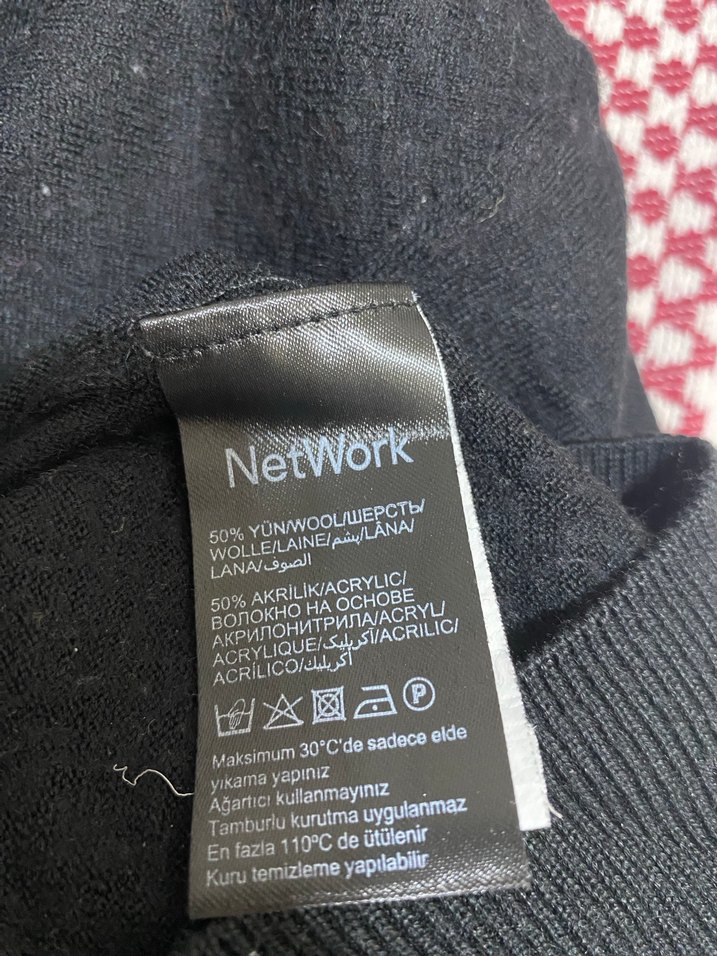 NetWork
50% YÜN/WOOL/ШЕРСТЬ/
WOLLE/LAINE/پشم/LÂNA/
LANA/الصوف
50% AKRİLİK/ACRYLIC/
ВОЛОКНО НА ОСНОВЕ
АКРИЛОНИТРИЛА/ACRYL/
ACRYLIQUE/آکریلیک/ACRILIC/
ACRÍLICO/أكريليك
P
Maksimum 30°C'de sadece elde
yıkama yapınız
Ağartıcı kullanmayınız
Tamburlu kurutma uygulanmaz
En fazla 110ºC de ütülenir
Kuru temizleme yapılabilir